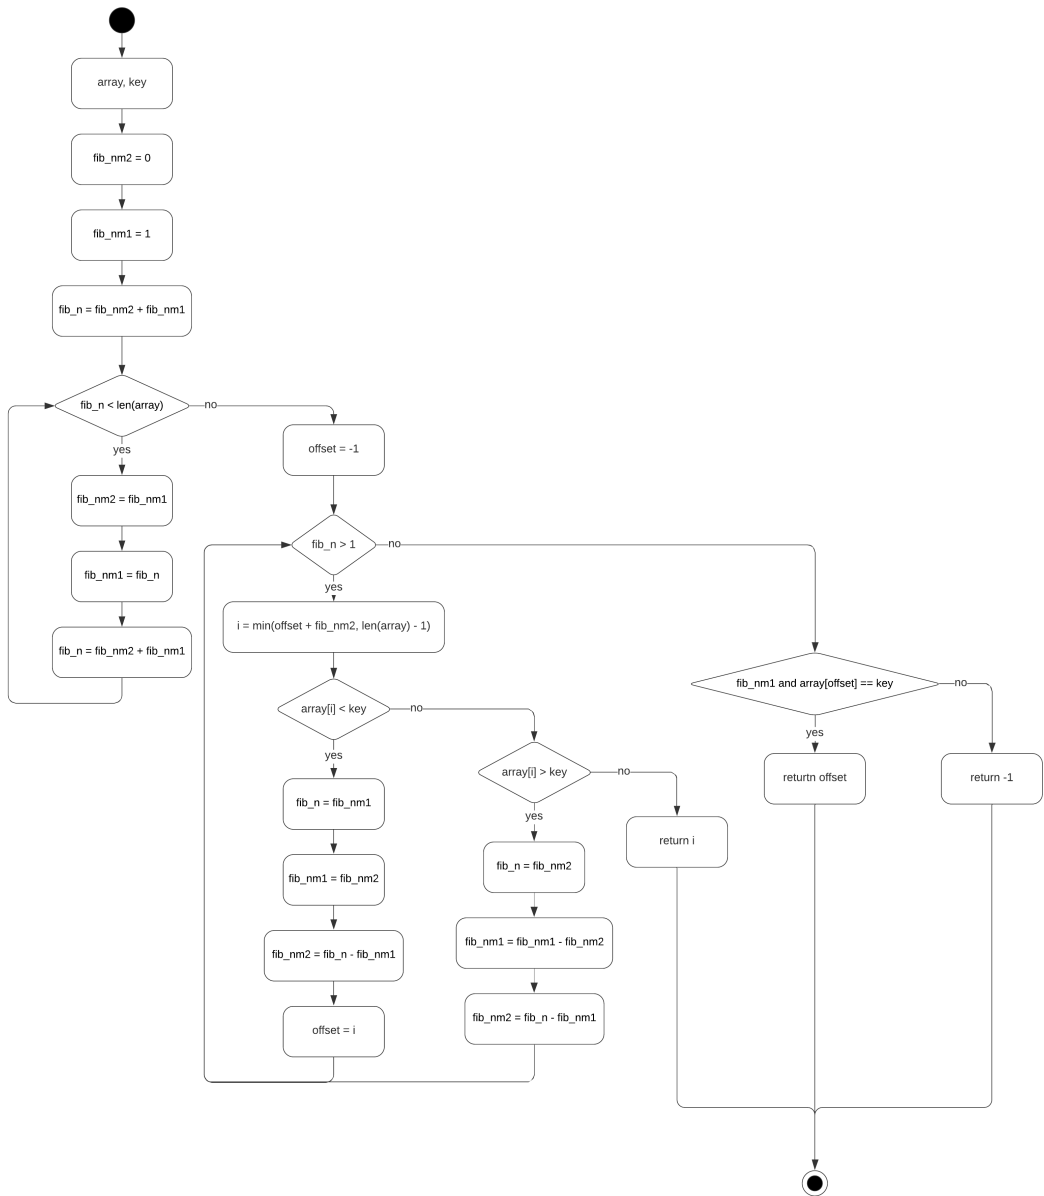 array, key
fib_nm2 = 0
fib_nm1 = 1
fib_n = fib_nm2 + fib_nm1
fib_n < len(array)
no
yes
fib_nm2 = fib_nm1
fib_nm1 = fib_n
fib_n = fib_nm2 + fib_nm1
offset = -1
fib_n > 1
no
yes
i = min(offset + fib_nm2, len(array) - 1)
array[i] < key
no
yes
fib_n = fib_nm1
fib_nm1 = fib_nm2
fib_nm2 = fib_n - fib_nm1
offset = i
array[i] > key
no
yes
fib_n = fib_nm2
fib_nm1 = fib_nm1 - fib_nm2
fib_nm2 = fib_n - fib_nm1
return i
fib_nm1 and array[offset] == key
no
yes
returtn offset
return -1